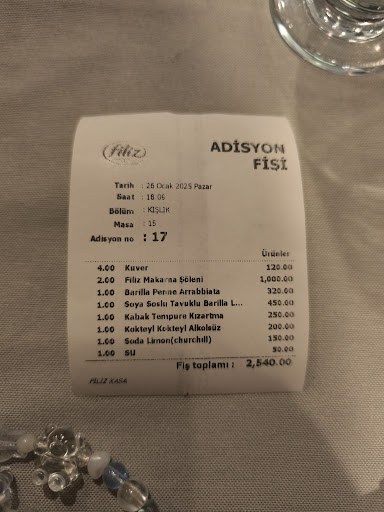 filiz
ADİSYON
FİŞİ
Tarih : 26 Ocak 2025 Pazar
Saat : 18:06
Bölüm : KIŞLIK
Masa : 15
Adisyon no : 17
Ürünler
4.00 Kuver 120.00
2.00 Filiz Makarna Şöleni 1,000.00
1.00 Barilla Penne Arrabbiata 320.00
1.00 Soya Soslu Tavuklu Barilla L... 450.00
1.00 Kabak Tempura Kızartma 250.00
1.00 Kokteyl Kokteyl Alkolsüz 200.00
1.00 Soda Limon(churchill) 150.00
1.00 SU 50.00
Fiş toplamı : 2,540.00
FİLİZ KASA